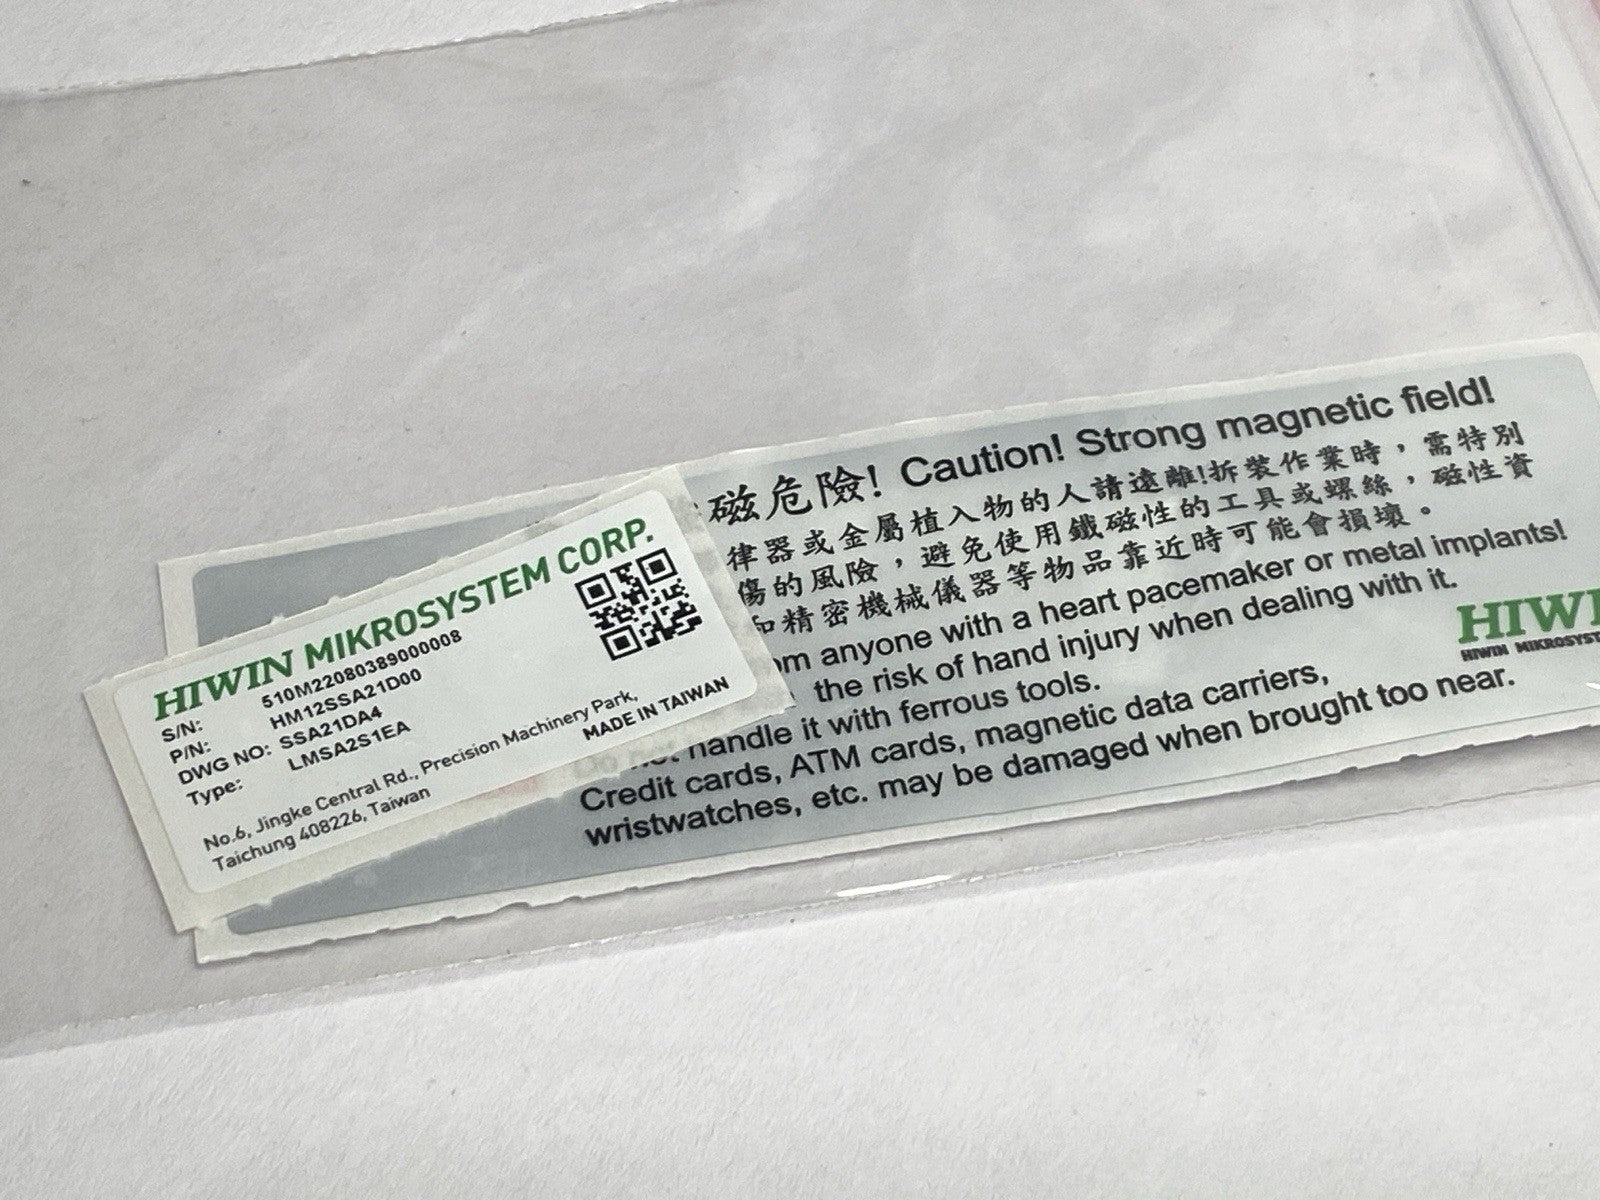 HIWIN MIKROSYSTEM CORP.
S/N: 510M22080389000008
P/N: HM12SSA21D00
DWG NO: SSA21DA4
Type: LMSA2S1EA
No.6, Jingke Central Rd., Precision Machinery Park,
Taichung 408226, Taiwan
MADE IN TAIWAN
磁危險! Caution! Strong magnetic field!
律器或金屬植入物的人請遠離!拆裝作業時，需特別
傷的風險，避免使用鐵磁性的工具或螺絲，磁性資
和精密機械儀器等物品靠近時可能會損壞。
om anyone with a heart pacemaker or metal implants!
the risk of hand injury when dealing with it.
Do not handle it with ferrous tools.
Credit cards, ATM cards, magnetic data carriers,
wristwatches, etc. may be damaged when brought too near.
HIWI
HIWIN MIKROSYST